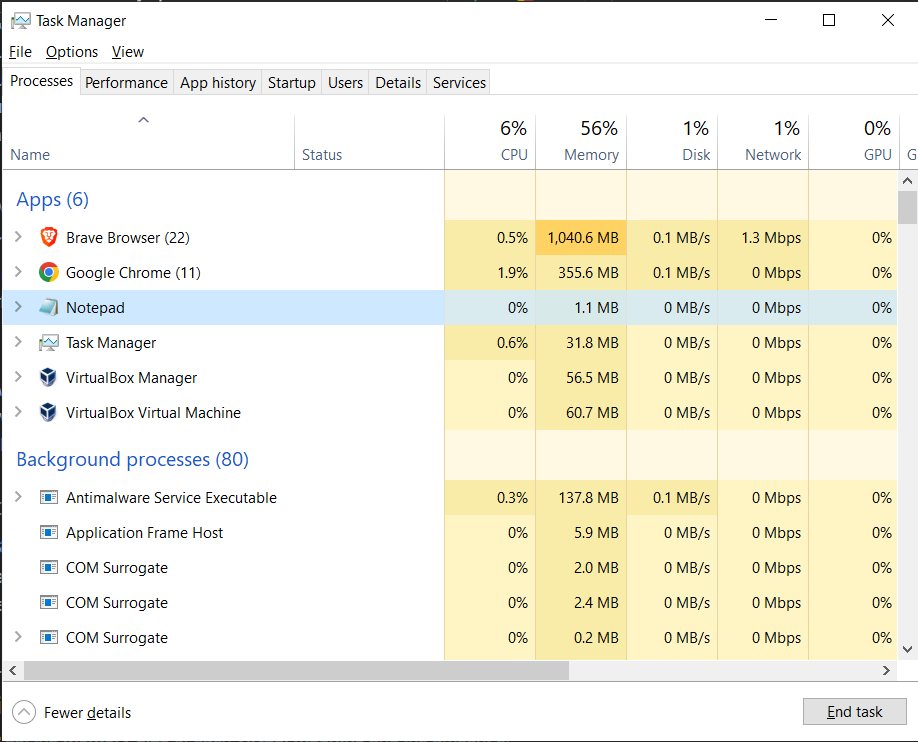 Task Manager
File Options View
Processes Performance App history Startup Users Details Services
6% 56% 1% 1% 0%
Name Status CPU Memory Disk Network GPU G
Apps (6)
Brave Browser (22) 0.5% 1,040.6 MB 0.1 MB/s 1.3 Mbps 0%
Google Chrome (11) 1.9% 355.6 MB 0.1 MB/s 0 Mbps 0%
Notepad 0% 1.1 MB 0 MB/s 0 Mbps 0%
Task Manager 0.6% 31.8 MB 0 MB/s 0 Mbps 0%
VirtualBox Manager 0% 56.5 MB 0 MB/s 0 Mbps 0%
VirtualBox Virtual Machine 0% 60.7 MB 0 MB/s 0 Mbps 0%
Background processes (80)
Antimalware Service Executable 0.3% 137.8 MB 0.1 MB/s 0 Mbps 0%
Application Frame Host 0% 5.9 MB 0 MB/s 0 Mbps 0%
COM Surrogate 0% 2.0 MB 0 MB/s 0 Mbps 0%
COM Surrogate 0% 2.4 MB 0 MB/s 0 Mbps 0%
COM Surrogate 0% 0.2 MB 0 MB/s 0 Mbps 0%
Fewer details End task